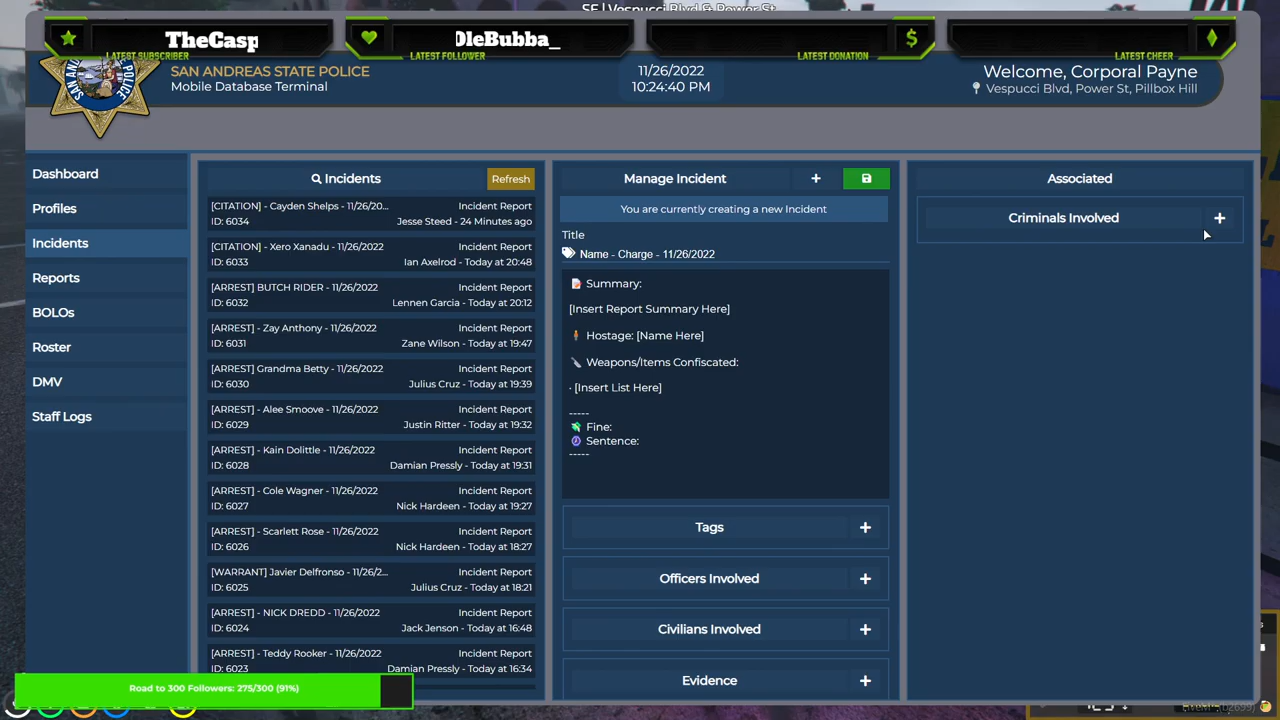 SE | Vespucci Blvd & Power St
TheCasp
LATEST SUBSCRIBER
OleBubba_
LATEST FOLLOWER
$
LATEST DONATION
LATEST CHEER
SAN ANDREAS STATE POLICE
Mobile Database Terminal
11/26/2022
10:24:40 PM
Welcome, Corporal Payne
Vespucci Blvd, Power St, Pillbox Hill
Dashboard
Profiles
Incidents
Reports
BOLOs
Roster
DMV
Staff Logs
Incidents
Refresh
[CITATION] - Cayden Shelps - 11/26/20... Incident Report
ID: 6034 Jesse Steed - 24 Minutes ago
[CITATION] - Xero Xanadu - 11/26/2022 Incident Report
ID: 6033 Ian Axelrod - Today at 20:48
[ARREST] BUTCH RIDER - 11/26/2022 Incident Report
ID: 6032 Lennen Garcia - Today at 20:12
[ARREST] - Zay Anthony - 11/26/2022 Incident Report
ID: 6031 Zane Wilson - Today at 19:47
[ARREST] Grandma Betty - 11/26/2022 Incident Report
ID: 6030 Julius Cruz - Today at 19:39
[ARREST] - Alee Smoove - 11/26/2022 Incident Report
ID: 6029 Justin Ritter - Today at 19:32
[ARREST] - Kain Dolittle - 11/26/2022 Incident Report
ID: 6028 Damian Pressly - Today at 19:31
[ARREST] - Cole Wagner - 11/26/2022 Incident Report
ID: 6027 Nick Hardeen - Today at 19:27
[ARREST] - Scarlett Rose - 11/26/2022 Incident Report
ID: 6026 Nick Hardeen - Today at 18:27
[WARRANT] Javier Delfronso - 11/26/2... Incident Report
ID: 6025 Julius Cruz - Today at 18:21
[ARREST] - NICK DREDD - 11/26/2022 Incident Report
ID: 6024 Jack Jenson - Today at 16:48
[ARREST] - Teddy Rooker - 11/26/2022 Incident Report
ID: 6023 Damian Pressly - Today at 16:34
Manage Incident +
You are currently creating a new Incident
Title
Name - Charge - 11/26/2022
Summary:
[Insert Report Summary Here]
Hostage: [Name Here]
Weapons/Items Confiscated:
· [Insert List Here]
-----
Fine:
Sentence:
-----
Tags +
Officers Involved +
Civilians Involved +
Evidence +
Associated
Criminals Involved +
Road to 300 Followers: 275/300 (91%)